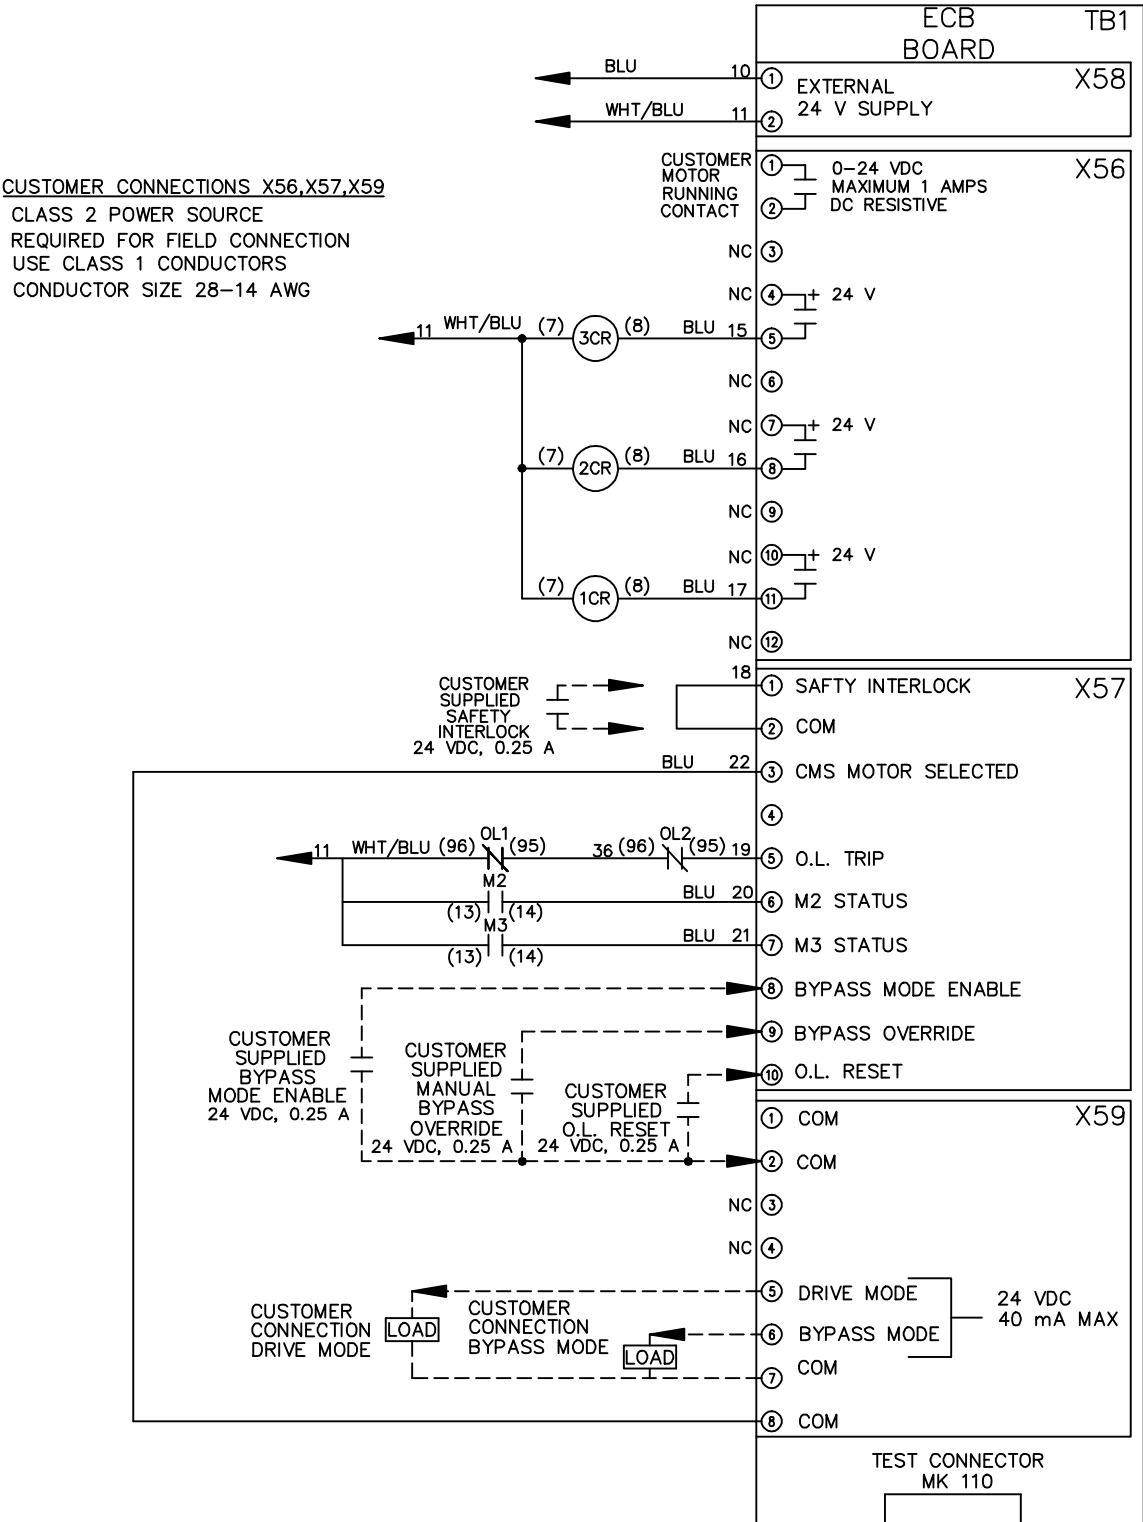 ECB
BOARD
TB1
BLU 10 1 EXTERNAL X58
WHT/BLU 11 2 24 V SUPPLY
CUSTOMER CONNECTIONS X56,X57,X59
CLASS 2 POWER SOURCE
REQUIRED FOR FIELD CONNECTION
USE CLASS 1 CONDUCTORS
CONDUCTOR SIZE 28-14 AWG
CUSTOMER
MOTOR
RUNNING
CONTACT
1
2
0-24 VDC
MAXIMUM 1 AMPS
DC RESISTIVE
X56
NC 3
NC 4 + 24 V
11 WHT/BLU (7) 3CR (8) BLU 15 5
NC 6
NC 7 + 24 V
(7) 2CR (8) BLU 16 8
NC 9
NC 10 + 24 V
(7) 1CR (8) BLU 17 11
NC 12
CUSTOMER
SUPPLIED
SAFETY
INTERLOCK
24 VDC, 0.25 A
18 1 SAFTY INTERLOCK X57
2 COM
BLU 22 3 CMS MOTOR SELECTED
4
11 WHT/BLU (96) OL1 (95) 36 (96) OL2 (95) 19 5 O.L. TRIP
M2
(13) (14) BLU 20 6 M2 STATUS
M3
(13) (14) BLU 21 7 M3 STATUS
8 BYPASS MODE ENABLE
9 BYPASS OVERRIDE
10 O.L. RESET
CUSTOMER
SUPPLIED
BYPASS
MODE ENABLE
24 VDC, 0.25 A
CUSTOMER
SUPPLIED
MANUAL
BYPASS
OVERRIDE
24 VDC, 0.25 A
CUSTOMER
SUPPLIED
O.L. RESET
24 VDC, 0.25 A
1 COM X59
2 COM
NC 3
NC 4
5 DRIVE MODE
6 BYPASS MODE
24 VDC
40 mA MAX
7 COM
8 COM
CUSTOMER
CONNECTION
DRIVE MODE
LOAD
CUSTOMER
CONNECTION
BYPASS MODE
LOAD
TEST CONNECTOR
MK 110